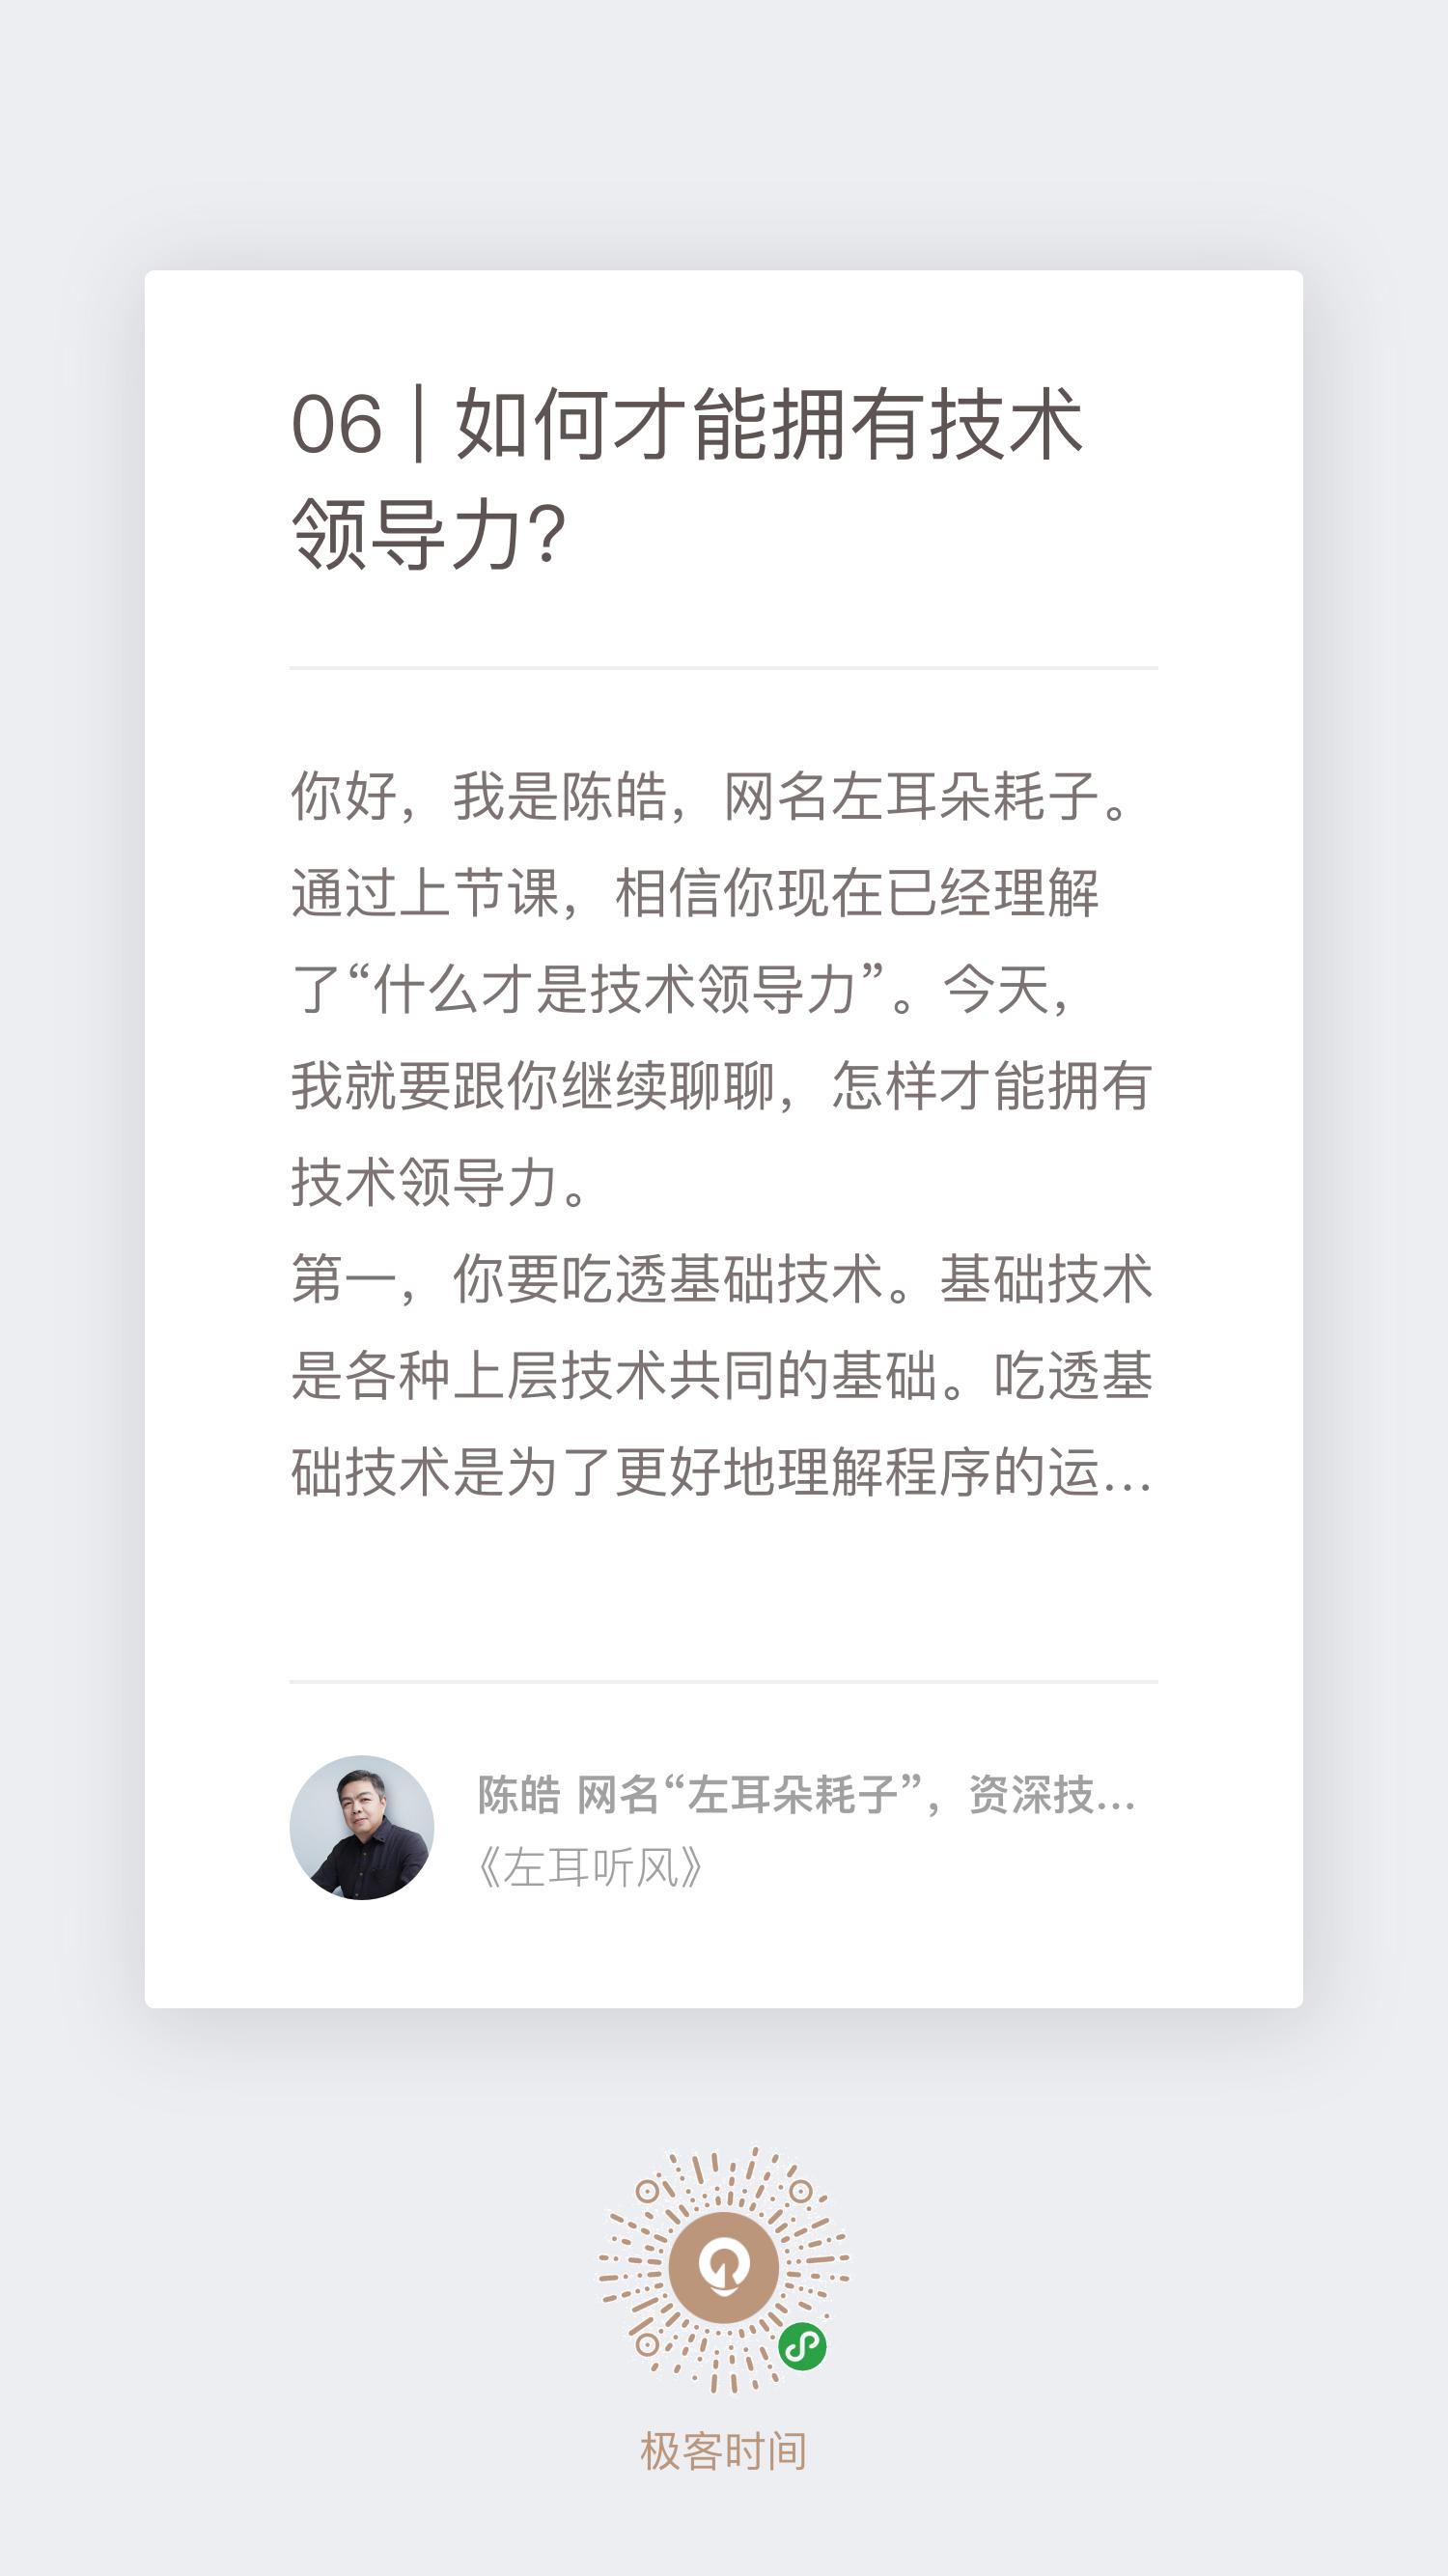 06 | 如何才能拥有技术
领导力?
你好，我是陈皓，网名左耳朵耗子。
通过上节课，相信你现在已经理解
了“什么才是技术领导力”。今天，
我就要跟你继续聊聊，怎样才能拥有
技术领导力。
第一，你要吃透基础技术。基础技术
是各种上层技术共同的基础。吃透基
础技术是为了更好地理解程序的运...
陈皓 网名“左耳朵耗子”，资深技...
《左耳听风》
极客时间